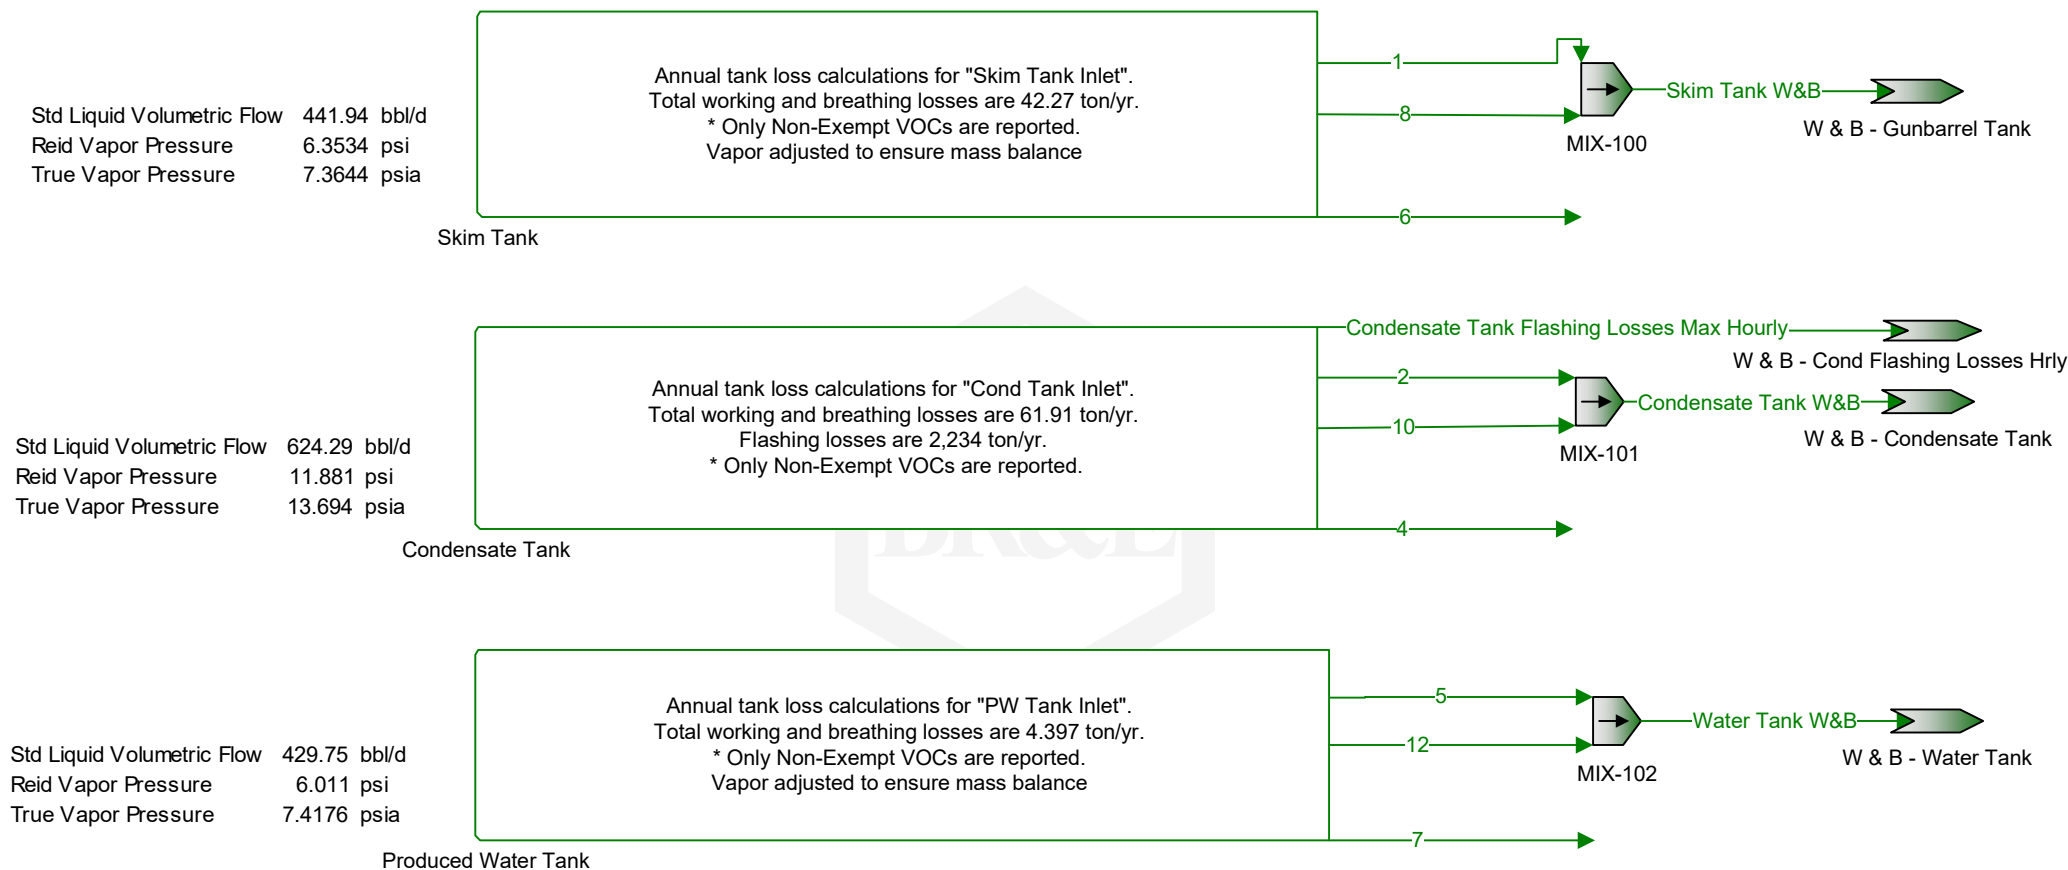 Annual tank loss calculations for "Skim Tank Inlet".
Total working and breathing losses are 42.27 ton/yr.
* Only Non-Exempt VOCs are reported.
Vapor adjusted to ensure mass balance
Std Liquid Volumetric Flow 441.94 bbl/d
Reid Vapor Pressure 6.3534 psi
True Vapor Pressure 7.3644 psia
Skim Tank
1
8
6
MIX-100
Skim Tank W&B
W & B - Gunbarrel Tank
Annual tank loss calculations for "Cond Tank Inlet".
Total working and breathing losses are 61.91 ton/yr.
Flashing losses are 2,234 ton/yr.
* Only Non-Exempt VOCs are reported.
Std Liquid Volumetric Flow 624.29 bbl/d
Reid Vapor Pressure 11.881 psi
True Vapor Pressure 13.694 psia
Condensate Tank
Condensate Tank Flashing Losses Max Hourly
W & B - Cond Flashing Losses Hrly
2
10
4
MIX-101
Condensate Tank W&B
W & B - Condensate Tank
BR&E
Annual tank loss calculations for "PW Tank Inlet".
Total working and breathing losses are 4.397 ton/yr.
* Only Non-Exempt VOCs are reported.
Vapor adjusted to ensure mass balance
Std Liquid Volumetric Flow 429.75 bbl/d
Reid Vapor Pressure 6.011 psi
True Vapor Pressure 7.4176 psia
Produced Water Tank
5
12
7
MIX-102
Water Tank W&B
W & B - Water Tank